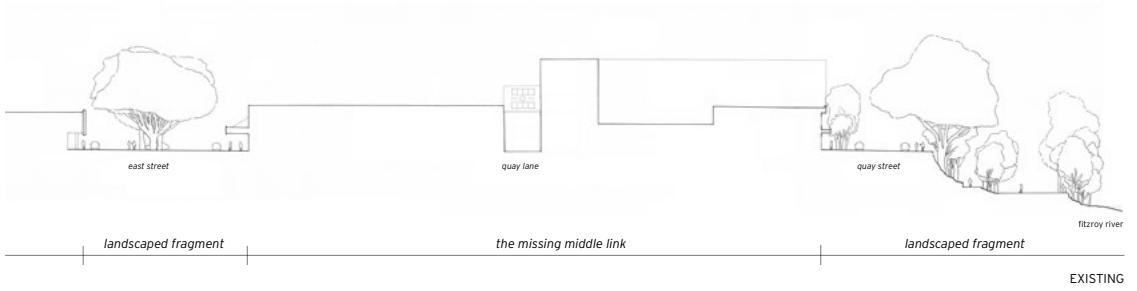 east street
quay lane
quay street
fitzroy river
landscaped fragment
the missing middle link
landscaped fragment
EXISTING